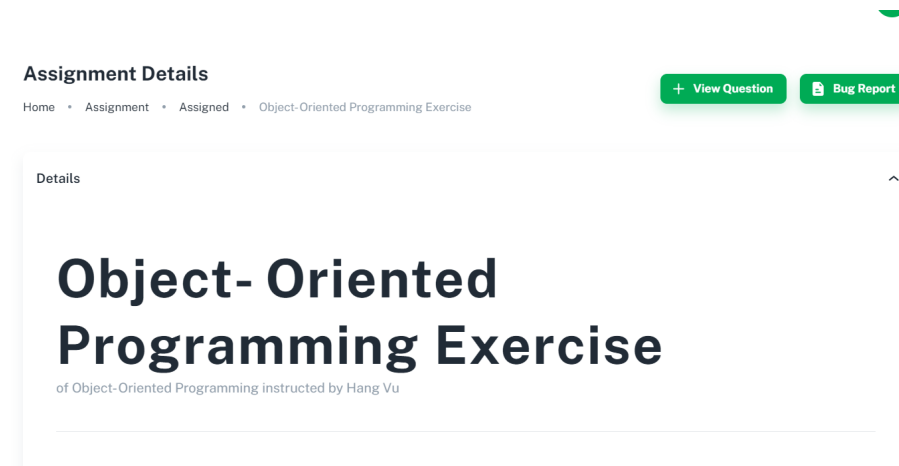 Assignment Details
Home • Assignment • Assigned • Object-Oriented Programming Exercise
+ View Question
Bug Report
Details
Object- Oriented
Programming Exercise
of Object-Oriented Programming instructed by Hang Vu